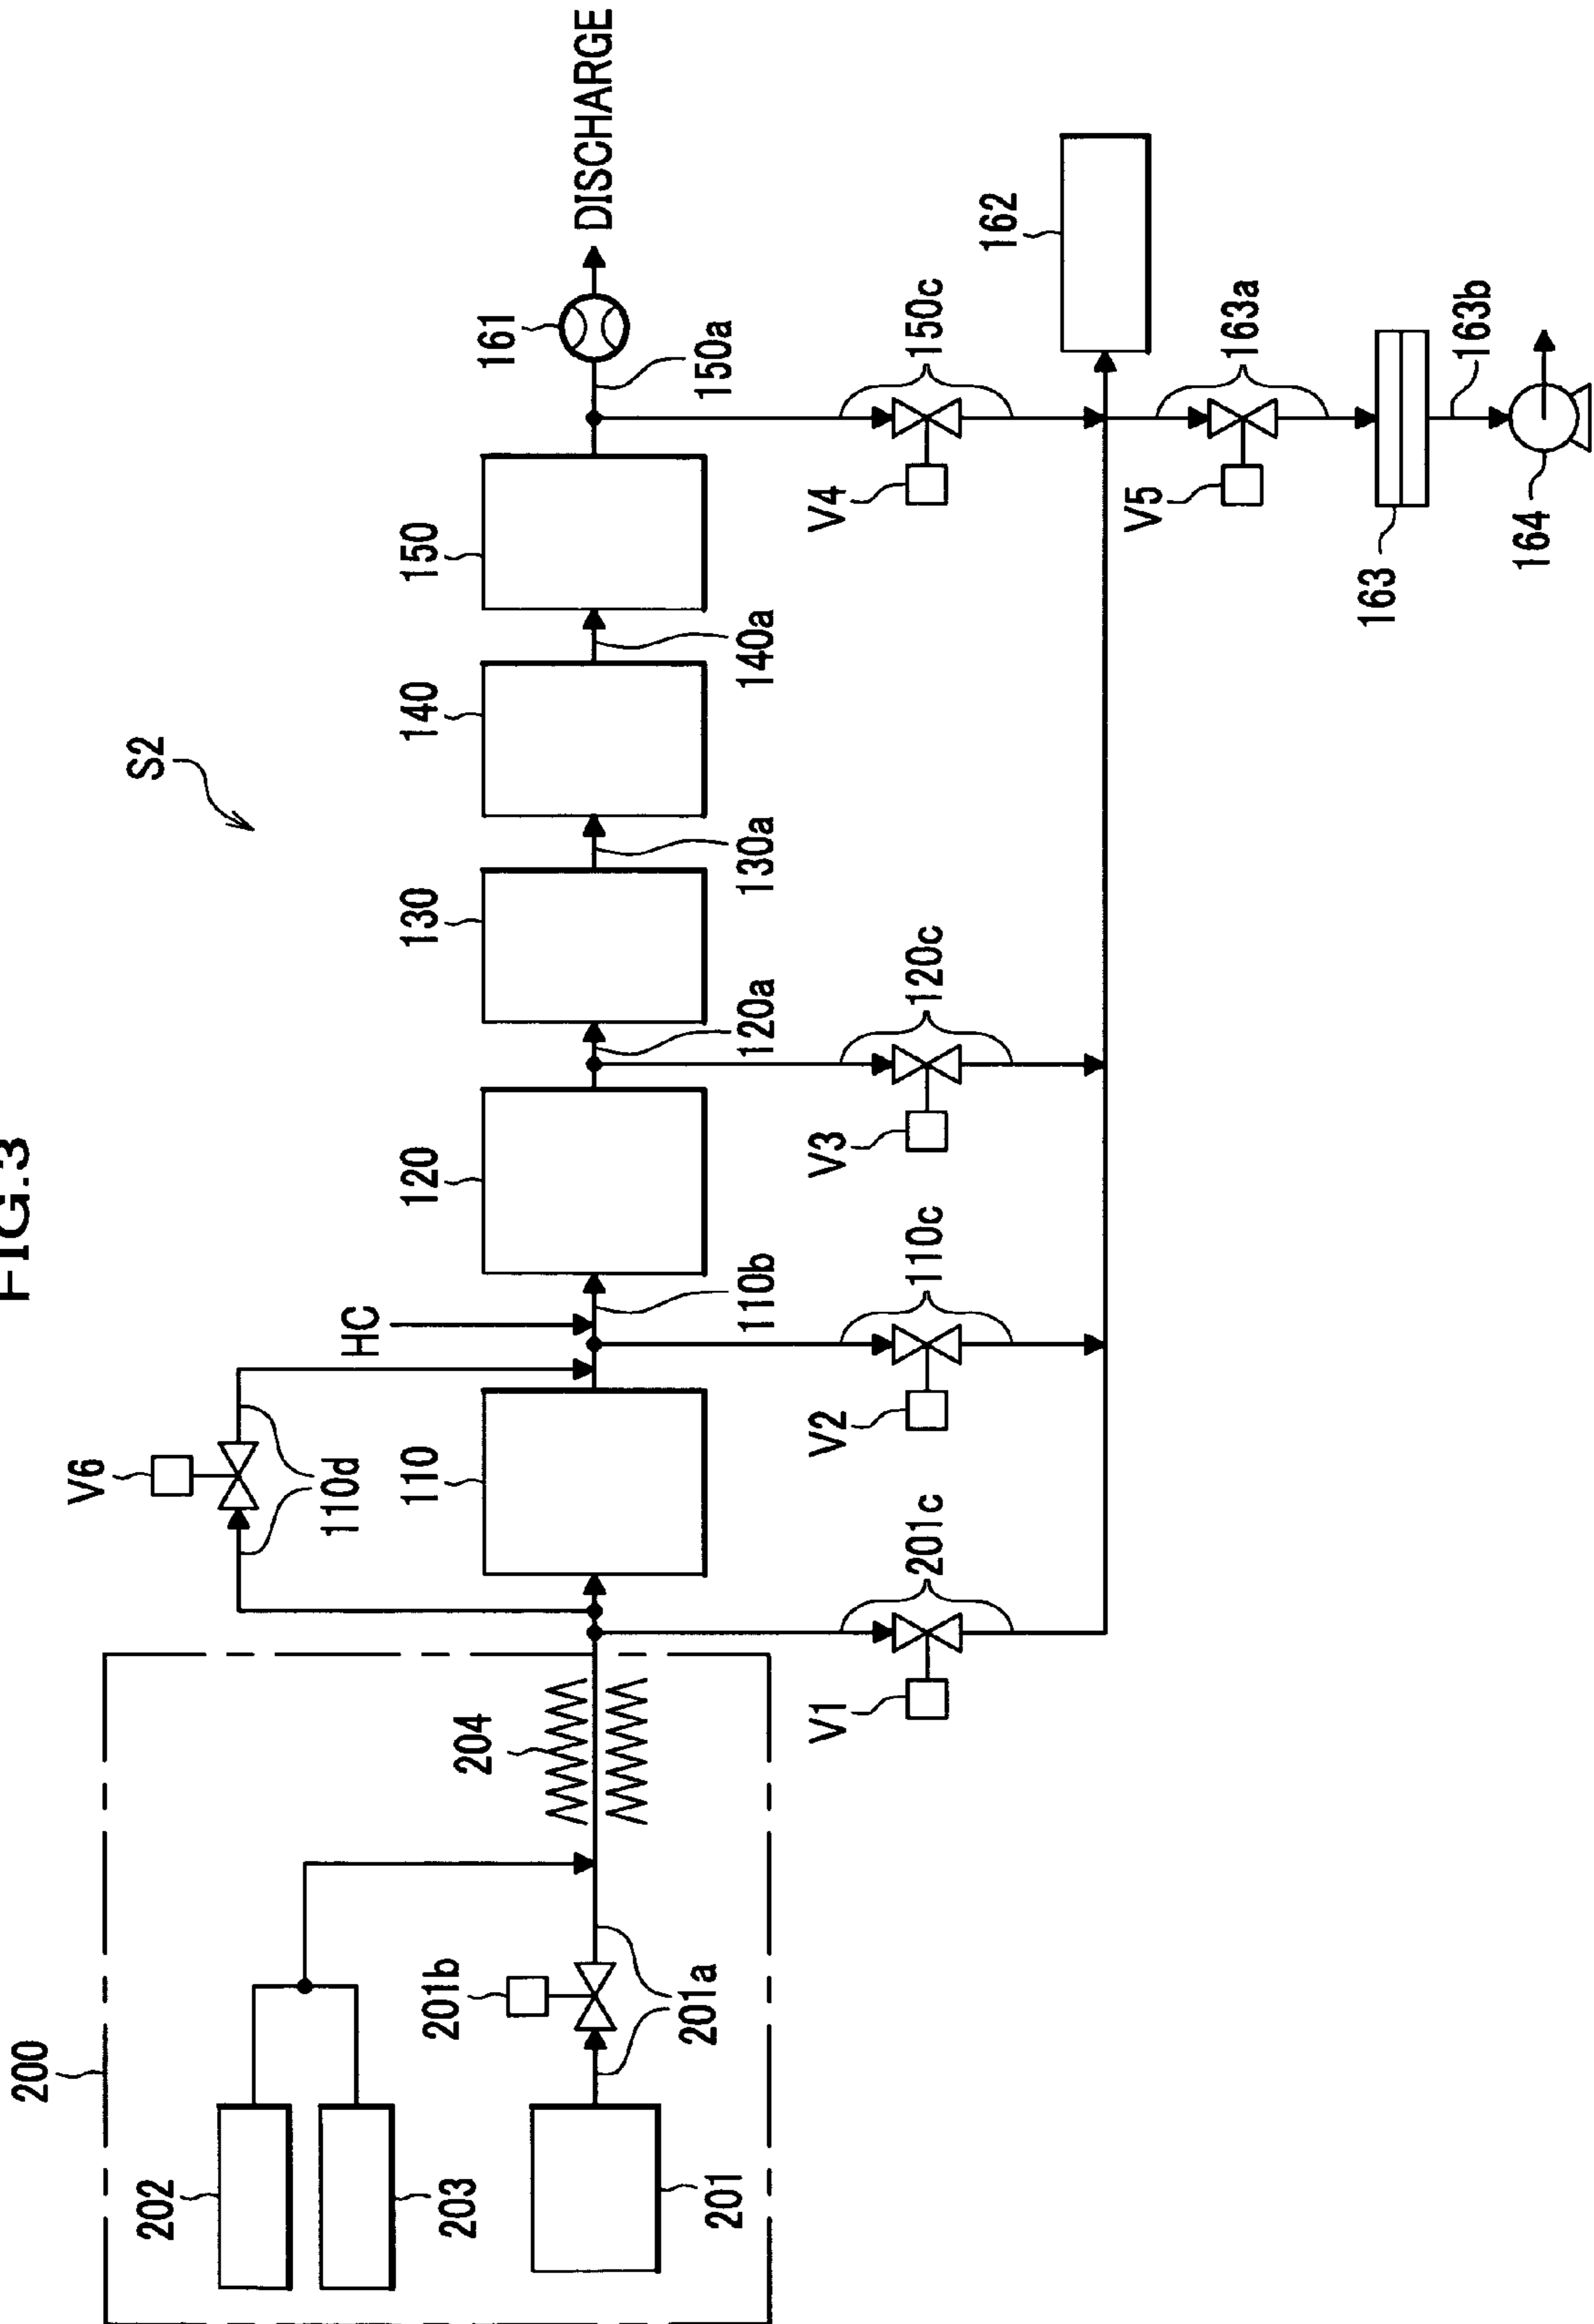 FIG.3
S2
200
202
203
201
201b
201a
204
V6
110d
110
HC
110b
120
120a
130
130a
140
140a
150
150a
161
DISCHARGE
V1
201c
V2
110c
V3
120c
V4
150c
162
V5
163a
163
163b
164